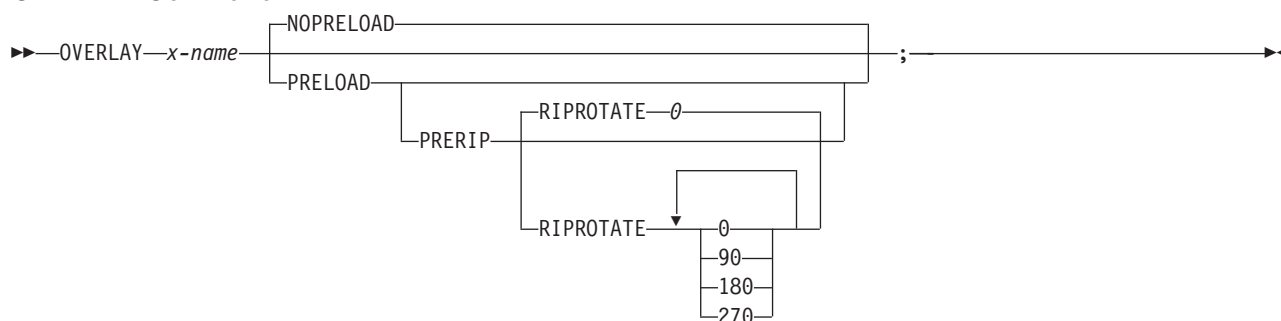 NOPRELOAD
OVERLAY x-name ;
PRELOAD
RIPROTATE 0
PRERIP
RIPROTATE 0
90
180
270